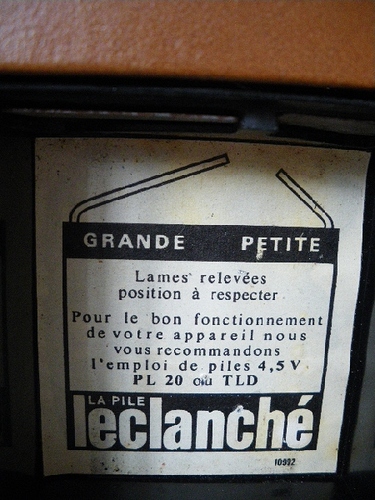 GRANDE PETITE
Lames relevées
position à respecter
Pour le bon fonctionnement
de votre appareil nous
vous recommandons
l'emploi de piles 4,5 V
PL 20 ou TLD
LA PILE
leclanché
10992